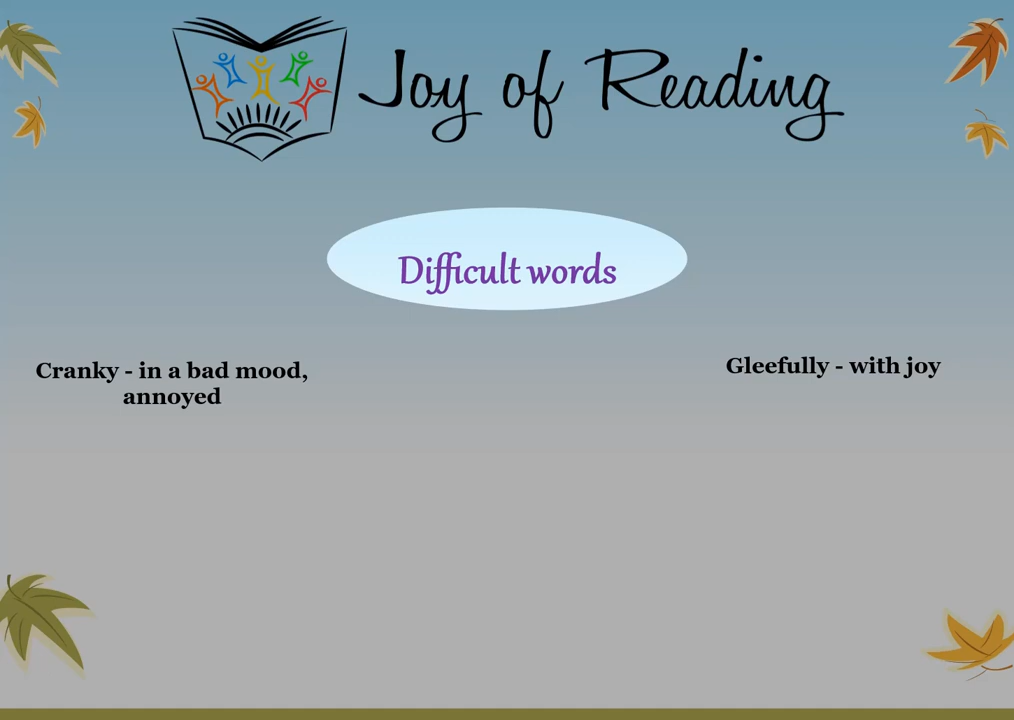 Joy of Reading
Difficult words
Cranky - in a bad mood,
annoyed
Gleefully - with joy